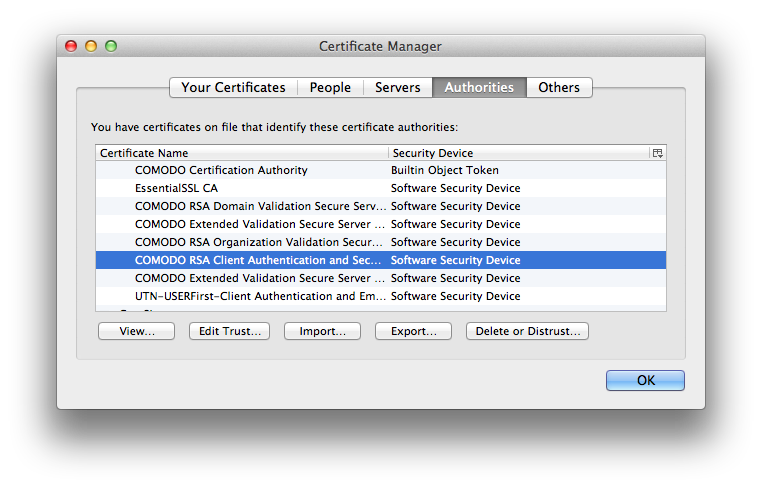 Certificate Manager
Your Certificates People Servers Authorities Others
You have certificates on file that identify these certificate authorities:
Certificate Name Security Device
COMODO Certification Authority Builtin Object Token
EssentialSSL CA Software Security Device
COMODO RSA Domain Validation Secure Serv... Software Security Device
COMODO Extended Validation Secure Server ... Software Security Device
COMODO RSA Organization Validation Secur... Software Security Device
COMODO RSA Client Authentication and Sec... Software Security Device
COMODO Extended Validation Secure Server ... Software Security Device
UTN-USERFirst-Client Authentication and Em... Software Security Device
View... Edit Trust... Import... Export... Delete or Distrust...
OK